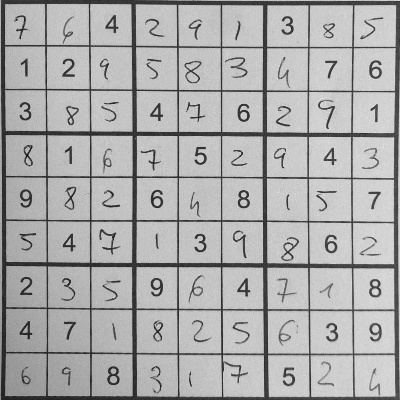 7 6 4 2 9 1 3 8 5
1 2 9 5 8 3 4 7 6
3 8 5 4 7 6 2 9 1
8 1 6 7 5 2 9 4 3
9 8 2 6 4 8 1 5 7
5 4 7 1 3 9 8 6 2
2 3 5 9 6 4 7 1 8
4 7 1 8 2 5 6 3 9
6 9 8 3 1 7 5 2 4